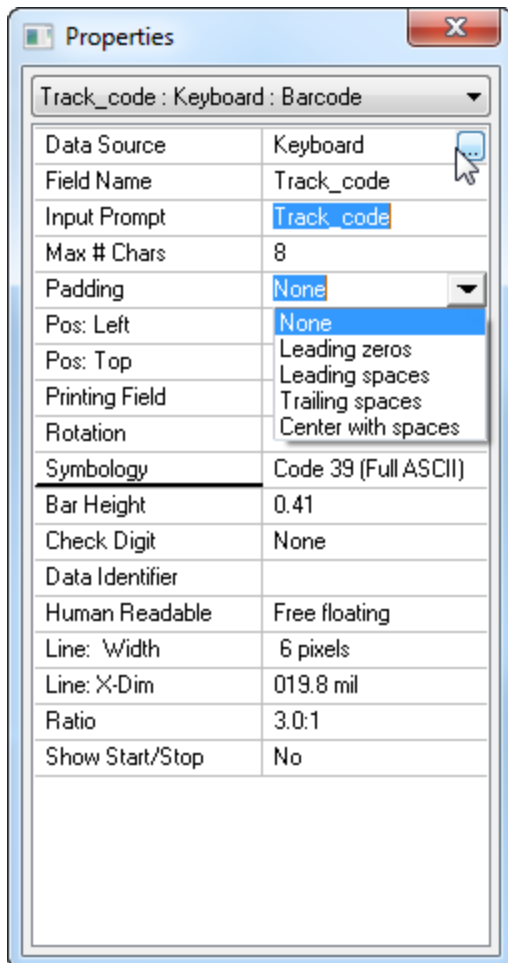 Properties
Track_code : Keyboard : Barcode
Data Source Keyboard ...
Field Name Track_code
Input Prompt Track_code
Max # Chars 8
Padding None
Pos: Left None
Leading zeros
Pos: Top Leading spaces
Printing Field Trailing spaces
Rotation Center with spaces
Symbology Code 39 (Full ASCII)
Bar Height 0.41
Check Digit None
Data Identifier
Human Readable Free floating
Line: Width 6 pixels
Line: X-Dim 019.8 mil
Ratio 3.0:1
Show Start/Stop No